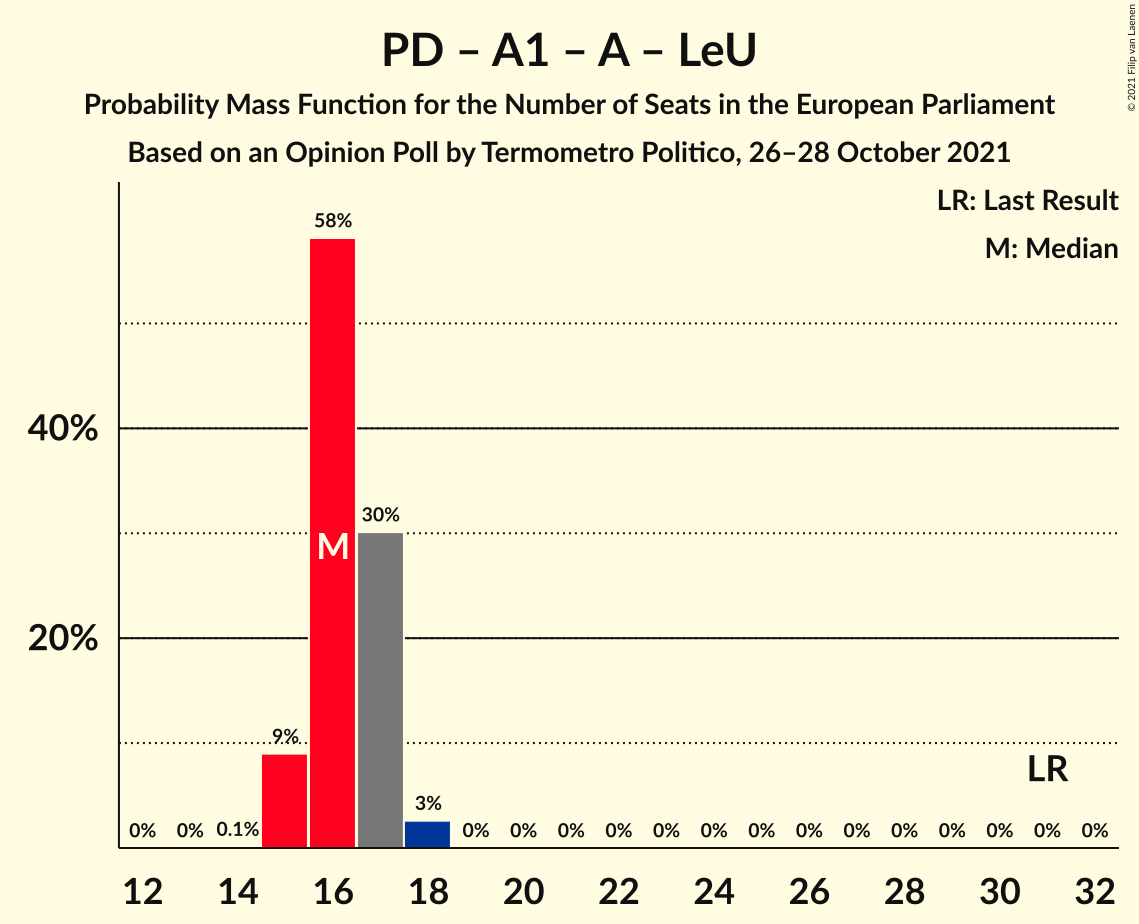 PD – A1 – A – LeU
Probability Mass Function for the Number of Seats in the European Parliament
Based on an Opinion Poll by Termometro Politico, 26–28 October 2021
© 2021 Filip van Laenen
LR: Last Result
M: Median
58%
40%
M
30%
20%
9%
LR
3%
0% 0% 0.1% 0% 0% 0% 0% 0% 0% 0% 0% 0% 0% 0% 0% 0% 0%
12 14 16 18 20 22 24 26 28 30 32